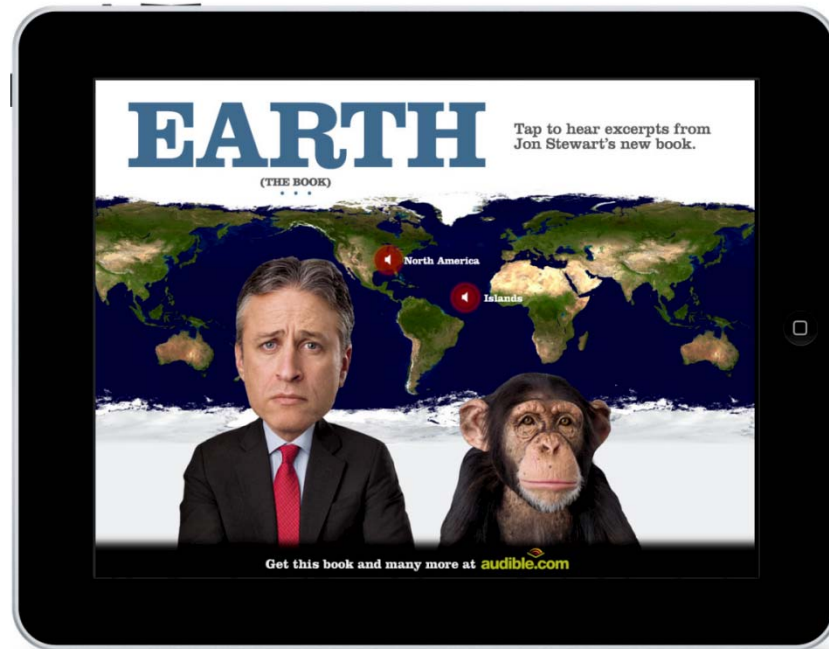 EARTH
(THE BOOK)
Tap to hear excerpts from
Jon Stewart's new book.
North America
Islands
Get this book and many more at audible.com